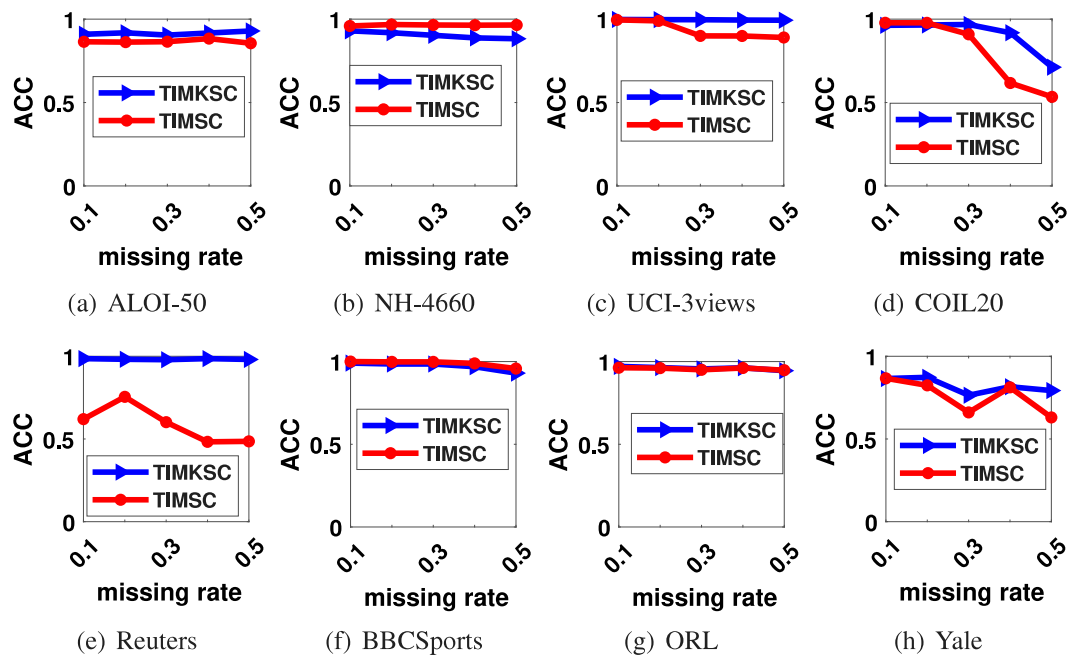 1
ACC
0.5
0
TIMKSC
TIMSC
0.1
0.3
0.5
missing rate
(a) ALOI-50
1
ACC
0.5
0
TIMKSC
TIMSC
0.1
0.3
0.5
missing rate
(b) NH-4660
1
ACC
0.5
0
TIMKSC
TIMSC
0.1
0.3
0.5
missing rate
(c) UCI-3views
1
ACC
0.5
0
TIMKSC
TIMSC
0.1
0.3
0.5
missing rate
(d) COIL20
1
ACC
0.5
0
TIMKSC
TIMSC
0.1
0.3
0.5
missing rate
(e) Reuters
1
ACC
0.5
0
TIMKSC
TIMSC
0.1
0.3
0.5
missing rate
(f) BBCSports
1
ACC
0.5
0
TIMKSC
TIMSC
0.1
0.3
0.5
missing rate
(g) ORL
1
ACC
0.5
0
TIMKSC
TIMSC
0.1
0.3
0.5
missing rate
(h) Yale